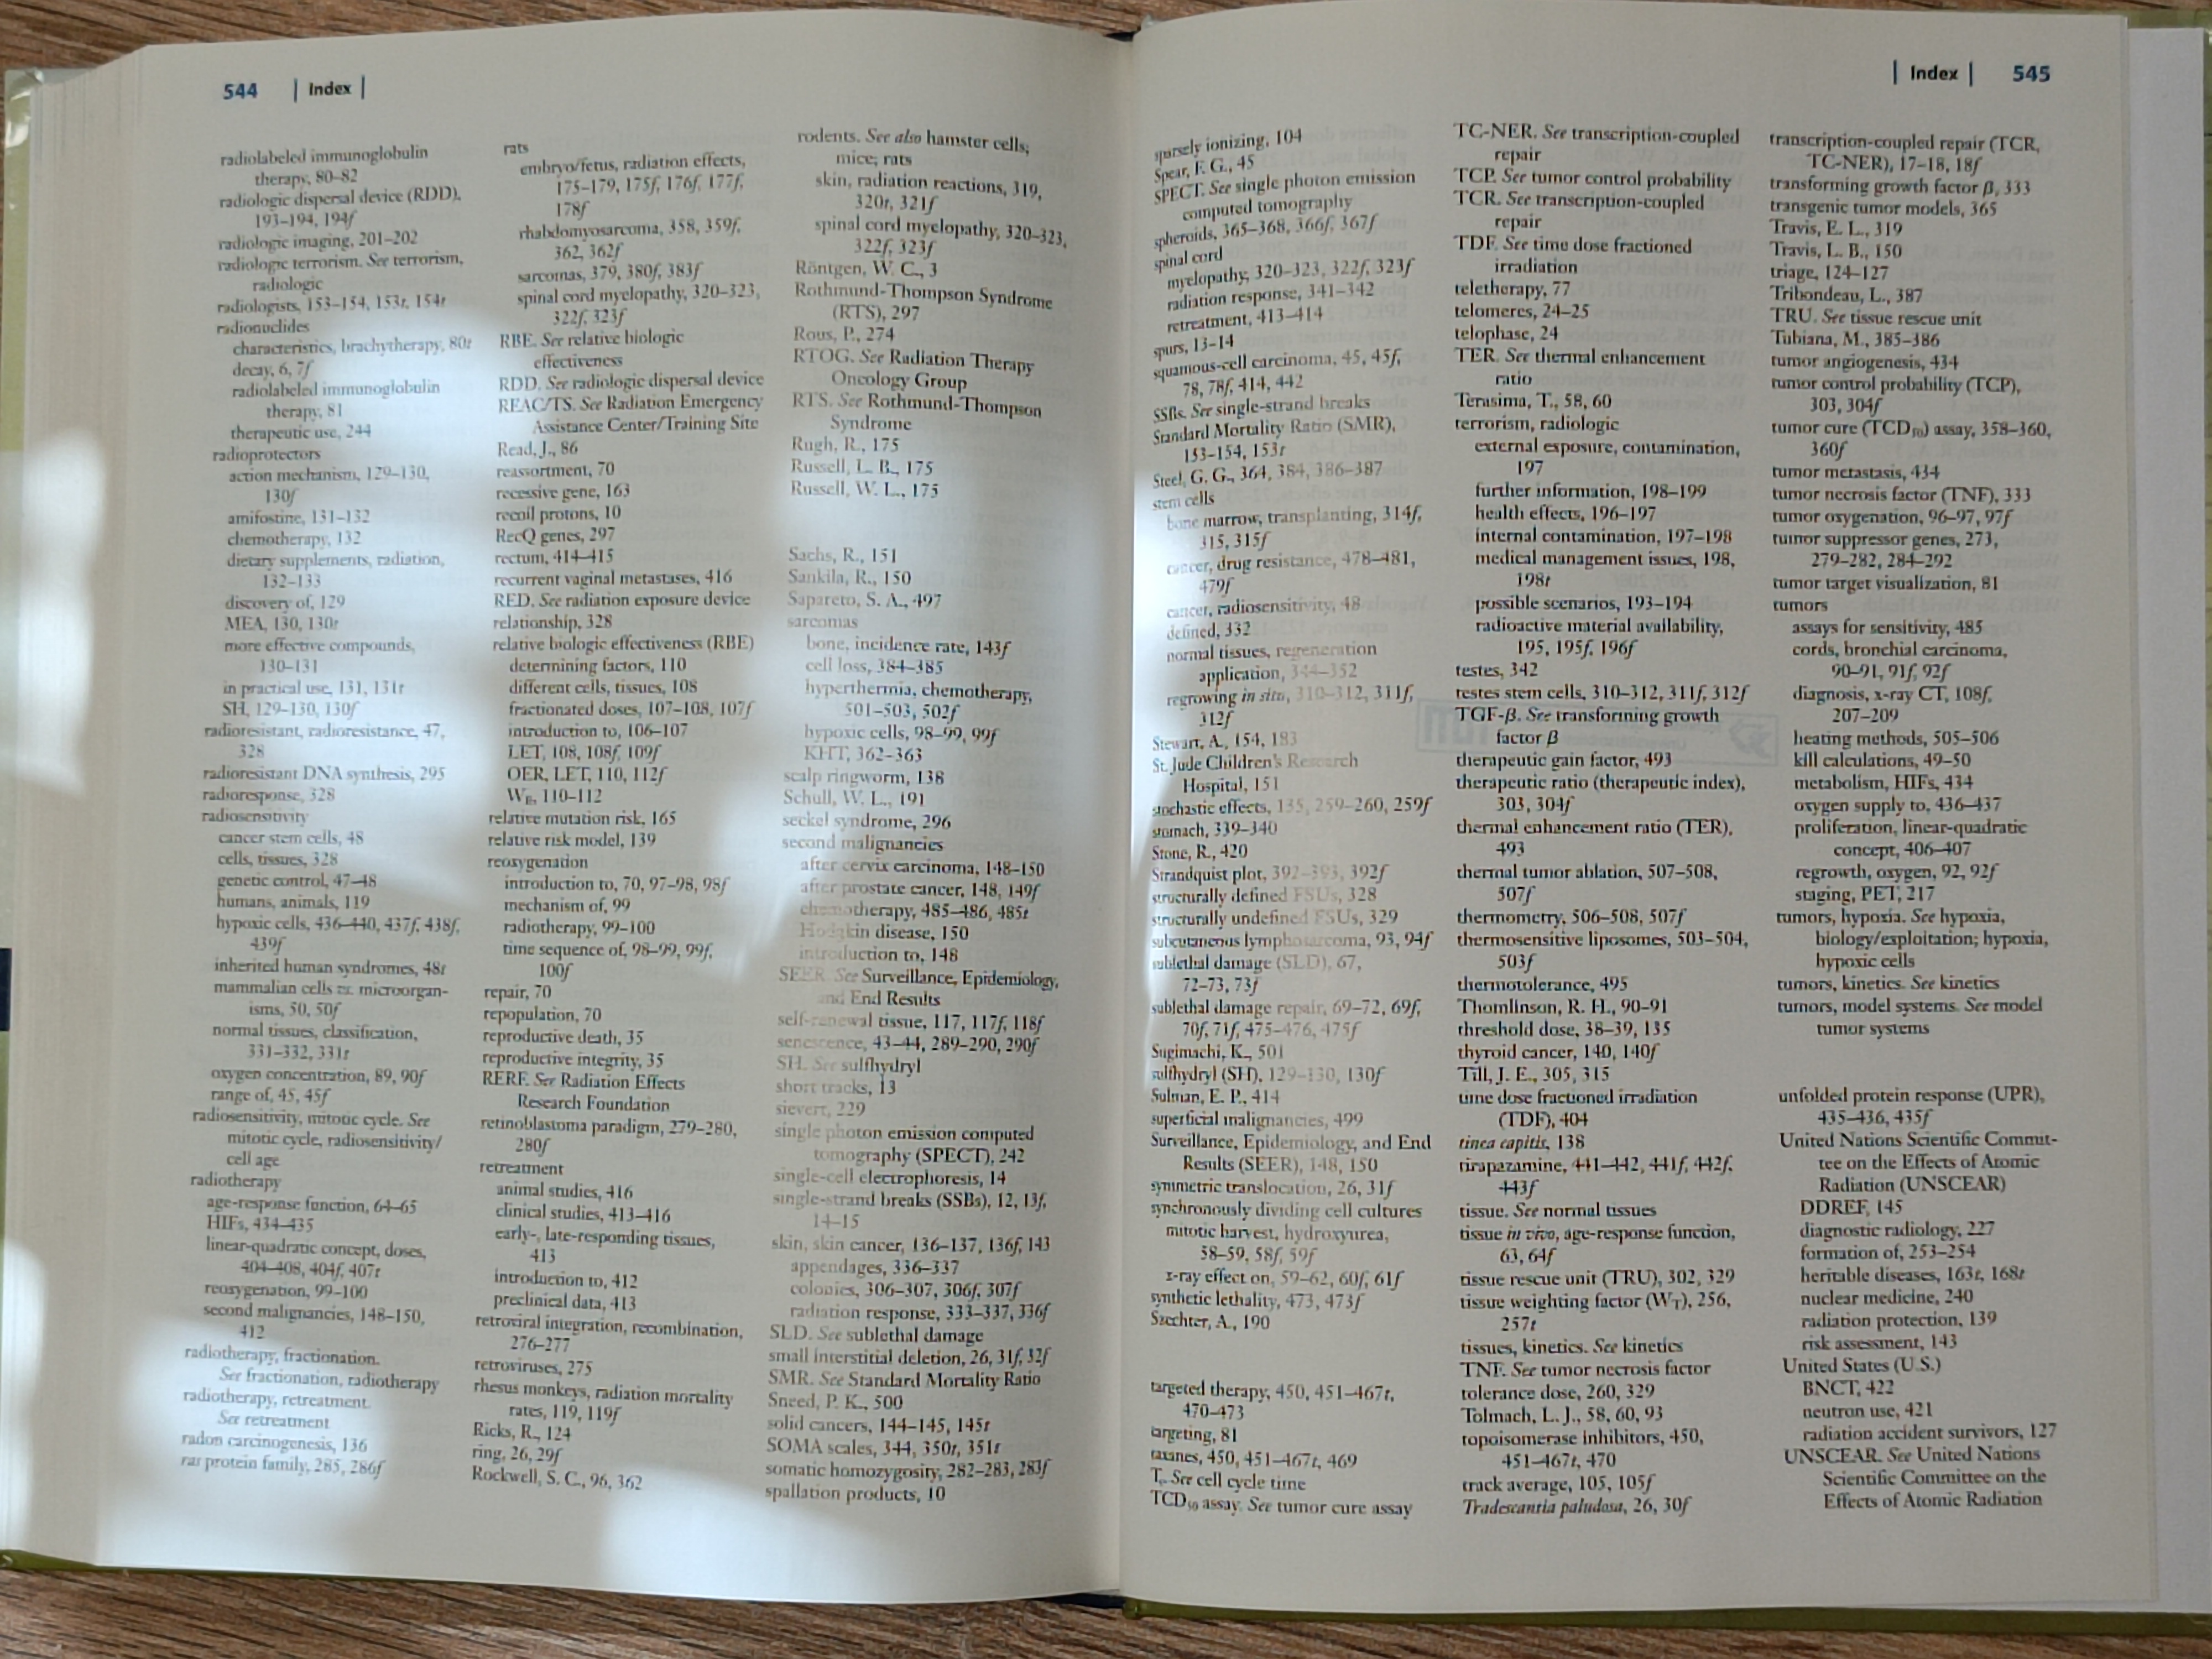 544 | Index |
radiolabeled immunoglobulin
therapy, 80–82
radiologic dispersal device (RDD),
193–194, 194f
radiologic imaging, 201–202
radiologic terrorism. See terrorism,
radiologic
radiologists, 153–154, 153t, 154t
radionuclides
characteristics, brachytherapy, 80t
decay, 6, 7f
radiolabeled immunoglobulin
therapy, 81
therapeutic use, 244
radioprotectors
action mechanism, 129–130,
130f
amifostine, 131–132
chemotherapy, 132
dietary supplements, radiation,
132–133
discovery of, 129
MEA, 130, 130t
more effective compounds,
130–131
in practical use, 131, 131t
SH, 129–130, 130f
radioresistant, radioresistance, 47,
328
radioresistant DNA synthesis, 295
radioresponse, 328
radiosensitivity
cancer stem cells, 48
cells, tissues, 328
genetic control, 47–48
humans, animals, 119
hypoxic cells, 436–440, 437f, 438f,
439f
inherited human syndromes, 48t
mammalian cells vs. microorgan-
isms, 50, 50f
normal tissues, classification,
331–332, 331t
oxygen concentration, 89, 90f
range of, 45, 45f
radiosensitivity, mitotic cycle. See
mitotic cycle, radiosensitivity/
cell age
radiotherapy
age-response function, 64–65
HIFs, 434–435
linear-quadratic concept, doses,
404–408, 404f, 407t
reoxygenation, 99–100
second malignancies, 148–150,
412
radiotherapy, fractionation.
See fractionation, radiotherapy
radiotherapy, retreatment.
See retreatment
radon carcinogenesis, 136
ras protein family, 285, 286f
rats
embryo/fetus, radiation effects,
175–179, 175f, 176f, 177f,
178f
rhabdomyosarcoma, 358, 359f,
362, 362f
sarcomas, 379, 380f, 383f
spinal cord myelopathy, 320–323,
322f, 323f
RBE. See relative biologic
effectiveness
RDD. See radiologic dispersal device
REAC/TS. See Radiation Emergency
Assistance Center/Training Site
Read, J., 86
reassortment, 70
recessive gene, 163
recoil protons, 10
RecQ genes, 297
rectum, 414–415
recurrent vaginal metastases, 416
RED. See radiation exposure device
relationship, 328
relative biologic effectiveness (RBE)
determining factors, 110
different cells, tissues, 108
fractionated doses, 107–108, 107f
introduction to, 106–107
LET, 108, 108f, 109f
OER, LET, 110, 112f
W_R, 110–112
relative mutation risk, 165
relative risk model, 139
reoxygenation
introduction to, 70, 97–98, 98f
mechanism of, 99
radiotherapy, 99–100
time sequence of, 98–99, 99f,
100f
repair, 70
repopulation, 70
reproductive death, 35
reproductive integrity, 35
RERF. See Radiation Effects
Research Foundation
retinoblastoma paradigm, 279–280,
280f
retreatment
animal studies, 416
clinical studies, 413–416
early-, late-responding tissues,
413
introduction to, 412
preclinical data, 413
retroviral integration, recombination,
276–277
retroviruses, 275
rhesus monkeys, radiation mortality
rates, 119, 119f
Ricks, R., 124
ring, 26, 29f
Rockwell, S. C., 96, 362
rodents. See also hamster cells;
mice; rats
skin, radiation reactions, 319,
320t, 321f
spinal cord myelopathy, 320–323,
322f, 323f
Röntgen, W. C., 3
Rothmund-Thompson Syndrome
(RTS), 297
Rous, P., 274
RTOG. See Radiation Therapy
Oncology Group
RTS. See Rothmund-Thompson
Syndrome
Rugh, R., 175
Russell, L. B., 175
Russell, W. L., 175
Sachs, R., 151
Sankila, R., 150
Sapareto, S. A., 497
sarcomas
bone, incidence rate, 143f
cell loss, 384–385
hyperthermia, chemotherapy,
501–503, 502f
hypoxic cells, 98–99, 99f
KHT, 362–363
scalp ringworm, 138
Schull, W. L., 191
seckel syndrome, 296
second malignancies
after cervix carcinoma, 148–150
after prostate cancer, 148, 149f
chemotherapy, 485–486, 485t
Hodgkin disease, 150
introduction to, 148
SEER. See Surveillance, Epidemiology,
and End Results
self-renewal tissue, 117, 117f, 118f
senescence, 43–44, 289–290, 290f
SH. See sulfhydryl
short tracks, 13
sievert, 229
single photon emission computed
tomography (SPECT), 242
single-cell electrophoresis, 14
single-strand breaks (SSBs), 12, 13f,
14–15
skin, skin cancer, 136–137, 136f, 143
appendages, 336–337
colonies, 306–307, 306f, 307f
radiation response, 333–337, 336f
SLD. See sublethal damage
small interstitial deletion, 26, 31f, 32f
SMR. See Standard Mortality Ratio
Sneed, P. K., 500
solid cancers, 144–145, 145t
SOMA scales, 344, 350t, 351t
somatic homozygosity, 282–283, 283f
spallation products, 10
| Index | 545
sparsely ionizing, 104
Spear, F. G., 45
SPECT. See single photon emission
computed tomography
spheroids, 365–368, 366f, 367f
spinal cord
myelopathy, 320–323, 322f, 323f
radiation response, 341–342
retreatment, 413–414
spurs, 13–14
squamous-cell carcinoma, 45, 45f,
78, 78f, 414, 442
SSBs. See single-strand breaks
Standard Mortality Ratio (SMR),
153–154, 153t
Steel, G. G., 364, 384, 386–387
stem cells
bone marrow, transplanting, 314f,
315, 315f
cancer, drug resistance, 478–481,
479f
cancer, radiosensitivity, 48
defined, 332
normal tissues, regeneration
application, 344–352
regrowing in situ, 310–312, 311f,
312f
Stewart, A., 154, 183
St. Jude Children's Research
Hospital, 151
stochastic effects, 135, 259–260, 259f
stomach, 339–340
Stone, R., 420
Strandquist plot, 392–393, 392f
structurally defined FSUs, 328
structurally undefined FSUs, 329
subcutaneous lymphosarcoma, 93, 94f
sublethal damage (SLD), 67,
72–73, 73f
sublethal damage repair, 69–72, 69f,
70f, 71f, 475–476, 475f
Sugimachi, K., 501
sulfhydryl (SH), 129–130, 130f
Sulman, E. P., 414
superficial malignancies, 499
Surveillance, Epidemiology, and End
Results (SEER), 148, 150
symmetric translocation, 26, 31f
synchronously dividing cell cultures
mitotic harvest, hydroxyurea,
58–59, 58f, 59f
x-ray effect on, 59–62, 60f, 61f
synthetic lethality, 473, 473f
Szechter, A., 190
targeted therapy, 450, 451–467t,
470–473
targeting, 81
taxanes, 450, 451–467t, 469
T_c. See cell cycle time
TCD₅₀ assay. See tumor cure assay
TC-NER. See transcription-coupled
repair
TCP. See tumor control probability
TCR. See transcription-coupled
repair
TDF. See time dose fractioned
irradiation
teletherapy, 77
telomeres, 24–25
telophase, 24
TER. See thermal enhancement
ratio
Terasima, T., 58, 60
terrorism, radiologic
external exposure, contamination,
197
further information, 198–199
health effects, 196–197
internal contamination, 197–198
medical management issues, 198,
198t
possible scenarios, 193–194
radioactive material availability,
195, 195f, 196f
testes, 342
testes stem cells, 310–312, 311f, 312f
TGF-β. See transforming growth
factor β
therapeutic gain factor, 493
therapeutic ratio (therapeutic index),
303, 304f
thermal enhancement ratio (TER),
493
thermal tumor ablation, 507–508,
507f
thermometry, 506–508, 507f
thermosensitive liposomes, 503–504,
503f
thermotolerance, 495
Thomlinson, R. H., 90–91
threshold dose, 38–39, 135
thyroid cancer, 140, 140f
Till, J. E., 305, 315
time dose fractioned irradiation
(TDF), 404
tinea capitis, 138
tirapazamine, 441–442, 441f, 442f,
443f
tissue. See normal tissues
tissue in vivo, age-response function,
63, 64f
tissue rescue unit (TRU), 302, 329
tissue weighting factor (W_T), 256,
257t
tissues, kinetics. See kinetics
TNF. See tumor necrosis factor
tolerance dose, 260, 329
Tolmach, L. J., 58, 60, 93
topoisomerase inhibitors, 450,
451–467t, 470
track average, 105, 105f
Tradescantia paludosa, 26, 30f
transcription-coupled repair (TCR,
TC-NER), 17–18, 18f
transforming growth factor β, 333
transgenic tumor models, 365
Travis, E. L., 319
Travis, L. B., 150
triage, 124–127
Tribondeau, L., 387
TRU. See tissue rescue unit
Tubiana, M., 385–386
tumor angiogenesis, 434
tumor control probability (TCP),
303, 304f
tumor cure (TCD₅₀) assay, 358–360,
360f
tumor metastasis, 434
tumor necrosis factor (TNF), 333
tumor oxygenation, 96–97, 97f
tumor suppressor genes, 273,
279–282, 284–292
tumor target visualization, 81
tumors
assays for sensitivity, 485
cords, bronchial carcinoma,
90–91, 91f, 92f
diagnosis, x-ray CT, 108f,
207–209
heating methods, 505–506
kill calculations, 49–50
metabolism, HIFs, 434
oxygen supply to, 436–437
proliferation, linear-quadratic
concept, 406–407
regrowth, oxygen, 92, 92f
staging, PET, 217
tumors, hypoxia. See hypoxia,
biology/exploitation; hypoxia,
hypoxic cells
tumors, kinetics. See kinetics
tumors, model systems. See model
tumor systems
unfolded protein response (UPR),
435–436, 435f
United Nations Scientific Commit-
tee on the Effects of Atomic
Radiation (UNSCEAR)
DDREF, 145
diagnostic radiology, 227
formation of, 253–254
heritable diseases, 163t, 168t
nuclear medicine, 240
radiation protection, 139
risk assessment, 143
United States (U.S.)
BNCT, 422
neutron use, 421
radiation accident survivors, 127
UNSCEAR. See United Nations
Scientific Committee on the
Effects of Atomic Radiation